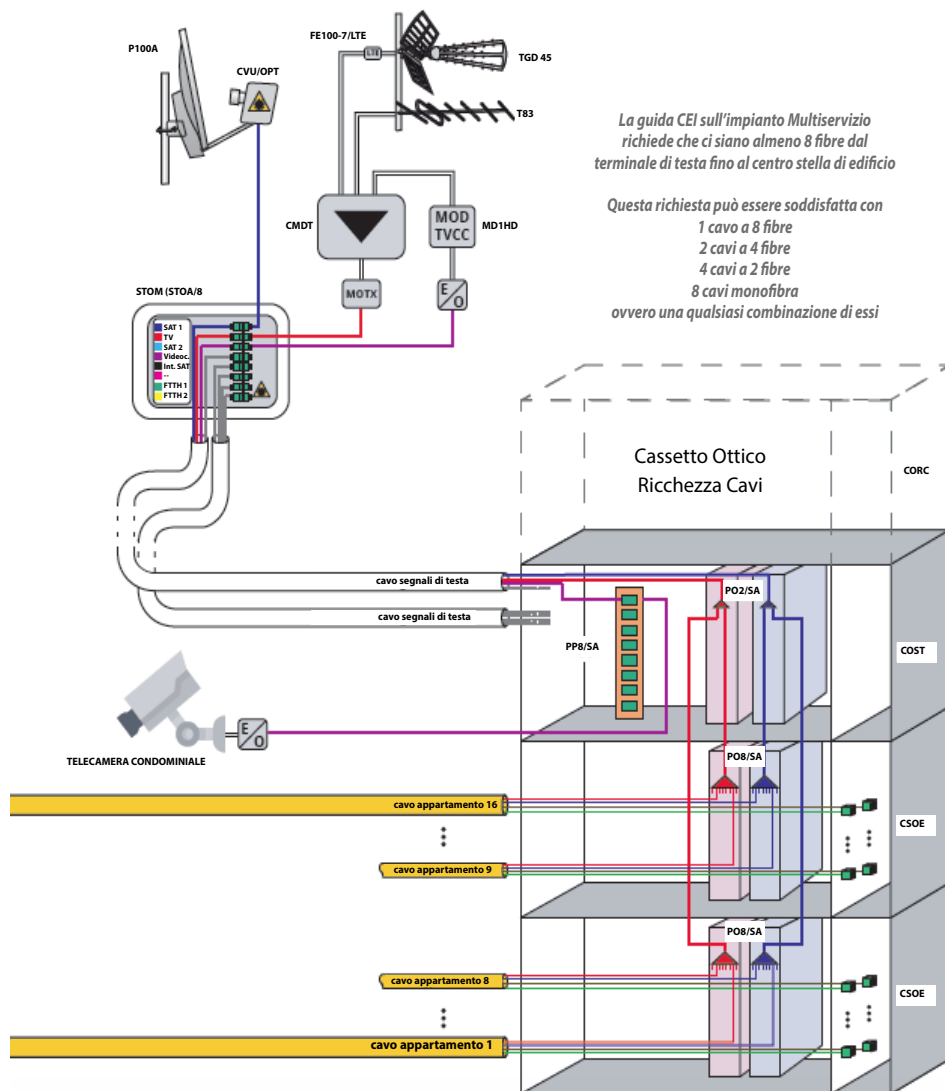 FE100-7/LTE
P100A
TGD 45
CVU/OPT
LTE
T83
La guida CEI sull'impianto Multiservizio
richiede che ci siano almeno 8 fibre dal
terminale di testa fino al centro stella di edificio
Questa richiesta può essere soddisfatta con
1 cavo a 8 fibre
2 cavi a 4 fibre
4 cavi a 2 fibre
8 cavi monofibra
ovvero una qualsiasi combinazione di essi
CMDT
MOD
TVCC
MD1HD
MOTX
E/O
STOM (STOA/8
SAT 1
TV
SAT 2
Videoc.
Int. SAT
--
FTTH 1
FTTH 2
Cassetto Ottico
Ricchezza Cavi
CORC
cavo segnali di testa
PO2/SA
cavo segnali di testa
PP8/SA
COST
E/O
TELECAMERA CONDOMINIALE
PO8/SA
cavo appartamento 16
CSOE
cavo appartamento 9
PO8/SA
cavo appartamento 8
CSOE
cavo appartamento 1